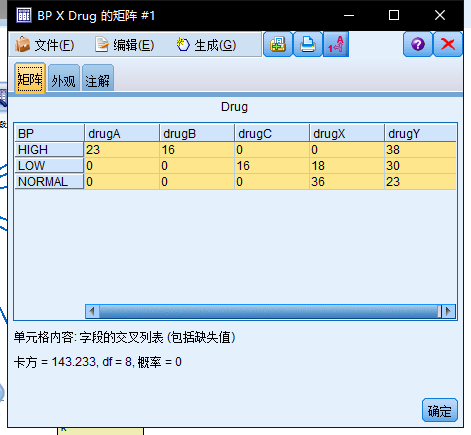 BP X Drug 的矩阵 #1
文件(F) 编辑(E) 生成(G)
矩阵 外观 注解
Drug
BP drugA drugB drugC drugX drugY
HIGH 23 16 0 0 38
LOW 0 0 16 18 30
NORMAL 0 0 0 36 23
单元格内容: 字段的交叉列表 (包括缺失值)
卡方 = 143.233, df = 8, 概率 = 0
确定